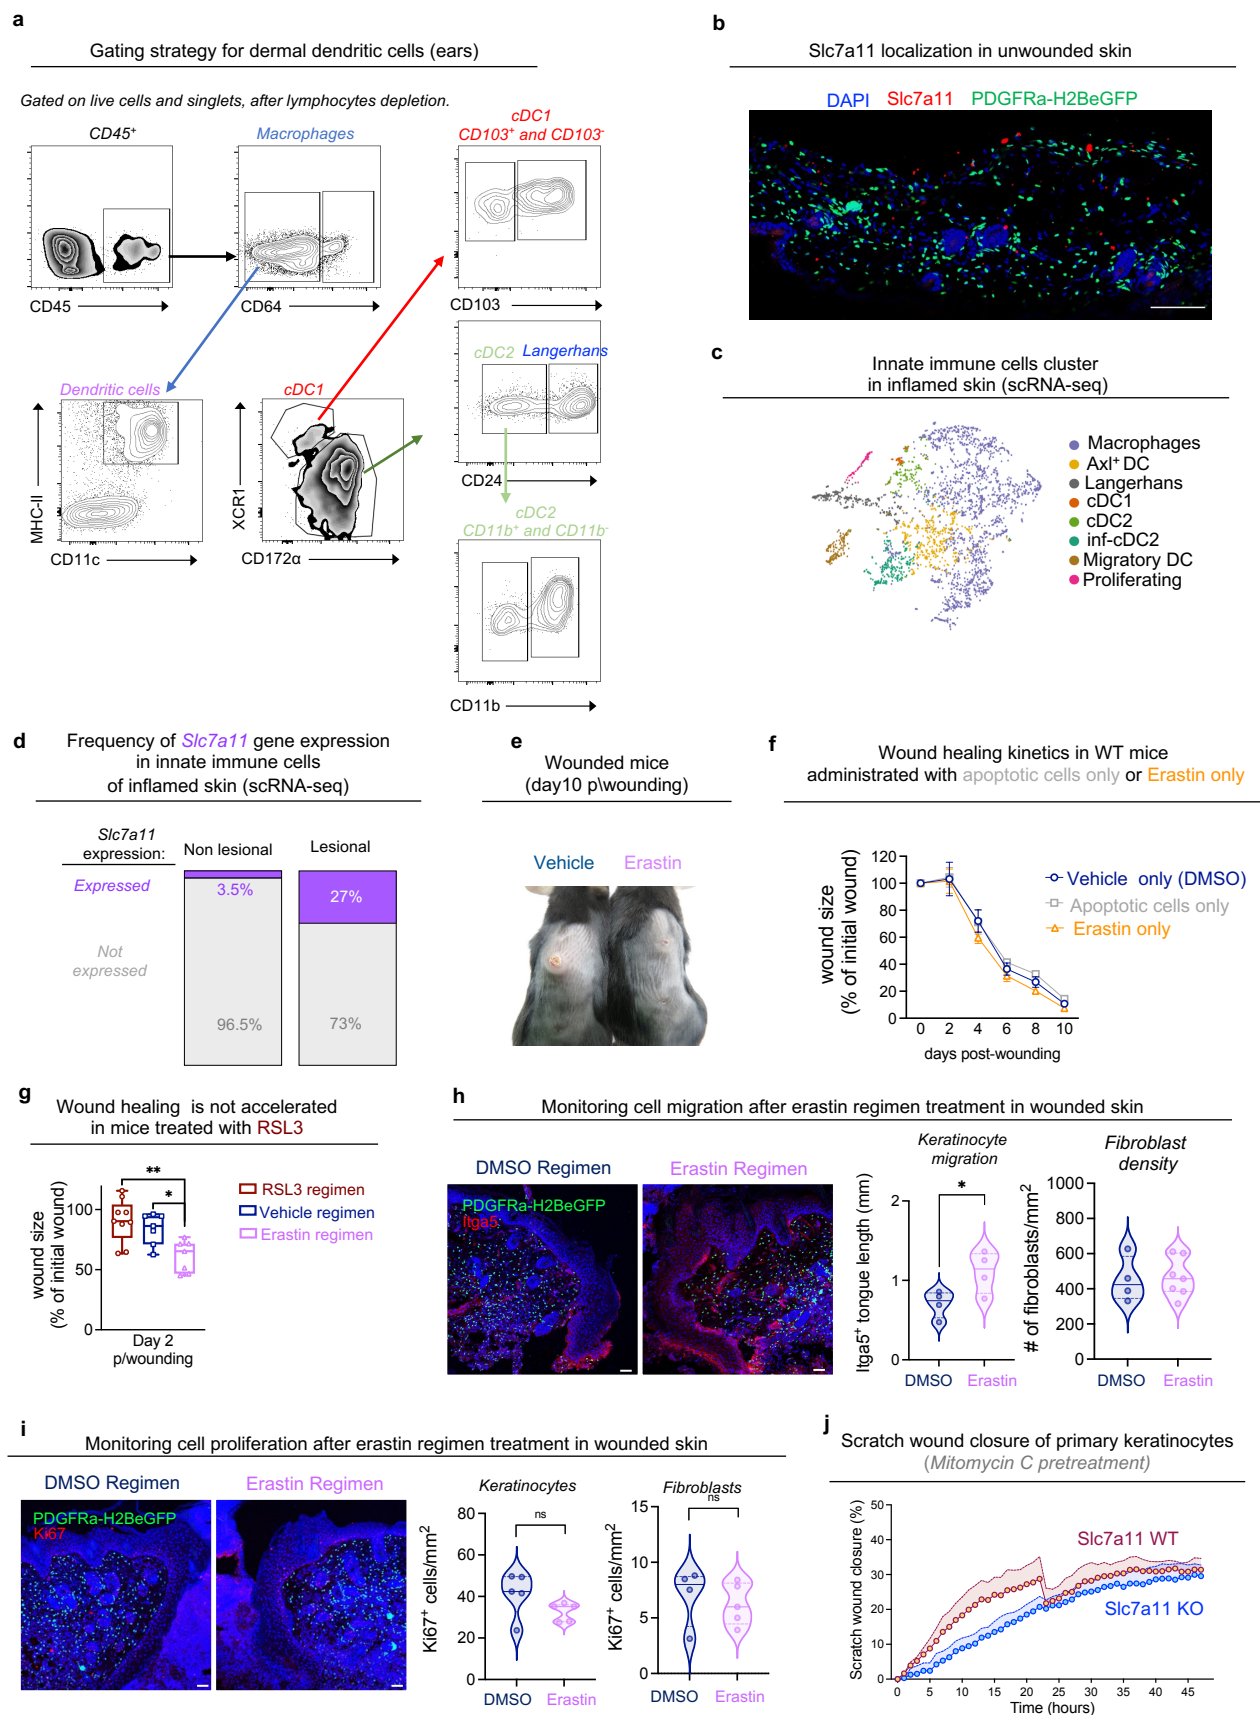 a
Gating strategy for dermal dendritic cells (ears)
Gated on live cells and singlets, after lymphocytes depletion.
CD45+
Macrophages
cDC1
CD103+ and CD103-
CD45
CD64
CD103
Dendritic cells
cDC1
cDC2
Langerhans
MHC-II
CD11c
XCR1
CD172α
CD24
cDC2
CD11b+ and CD11b-
CD11b
b
Slc7a11 localization in unwounded skin
DAPI Slc7a11 PDGFRa-H2BeGFP
c
Innate immune cells cluster
in inflamed skin (scRNA-seq)
Macrophages
Axl+ DC
Langerhans
cDC1
cDC2
inf-cDC2
Migratory DC
Proliferating
d
Frequency of Slc7a11 gene expression
in innate immune cells
of inflamed skin (scRNA-seq)
Slc7a11
expression:
Non lesional
Lesional
Expressed
3.5%
27%
Not
expressed
96.5%
73%
e
Wounded mice
(day10 p\wounding)
Vehicle
Erastin
f
Wound healing kinetics in WT mice
administrated with apoptotic cells only or Erastin only
wound size
(% of initial wound)
120
100
80
60
40
20
0
0 2 4 6 8 10
days post-wounding
Vehicle only (DMSO)
Apoptotic cells only
Erastin only
g
Wound healing is not accelerated
in mice treated with RSL3
**
*
wound size
(% of initial wound)
100
50
0
Day 2
p/wounding
RSL3 regimen
Vehicle regimen
Erastin regimen
h
Monitoring cell migration after erastin regimen treatment in wounded skin
DMSO Regimen
Erastin Regimen
PDGFRa-H2BeGFP
Itga5
Keratinocyte
migration
*
Itga5+ tongue length (mm)
2
1
0
DMSO Erastin
Fibroblast
density
# of fibroblasts/mm2
1000
800
600
400
200
0
DMSO Erastin
i
Monitoring cell proliferation after erastin regimen treatment in wounded skin
DMSO Regimen
Erastin Regimen
PDGFRa-H2BeGFP
Ki67
Keratinocytes
ns
Ki67+ cells/mm2
80
60
40
20
0
DMSO Erastin
Fibroblasts
ns
Ki67+ cells/mm2
15
10
5
0
DMSO Erastin
j
Scratch wound closure of primary keratinocytes
(Mitomycin C pretreatment)
Scratch wound closure (%)
50
40
30
20
10
0
Slc7a11 WT
Slc7a11 KO
0 5 10 15 20 25 30 35 40 45
Time (hours)